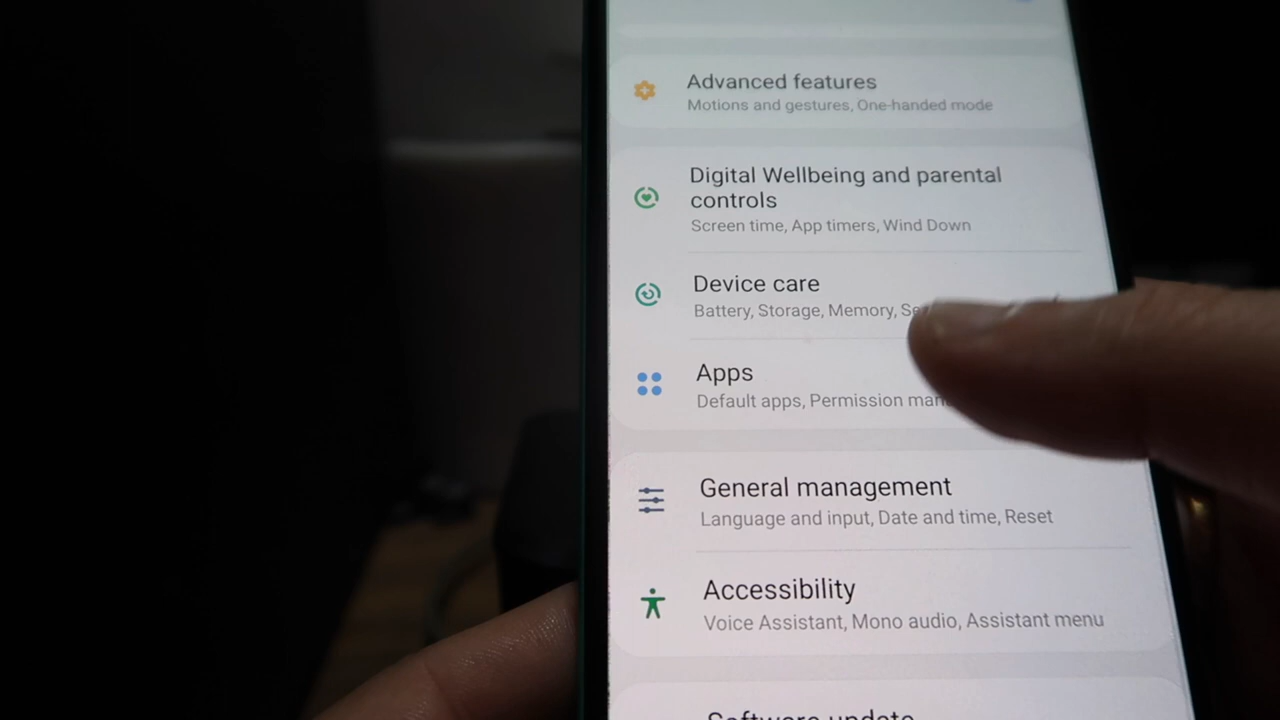 Advanced features
Motions and gestures, One-handed mode
Digital Wellbeing and parental
controls
Screen time, App timers, Wind Down
Device care
Battery, Storage, Memory,
Apps
Default apps, Permission
General management
Language and input, Date and time, Reset
Accessibility
Voice Assistant, Mono audio, Assistant menu
Software update